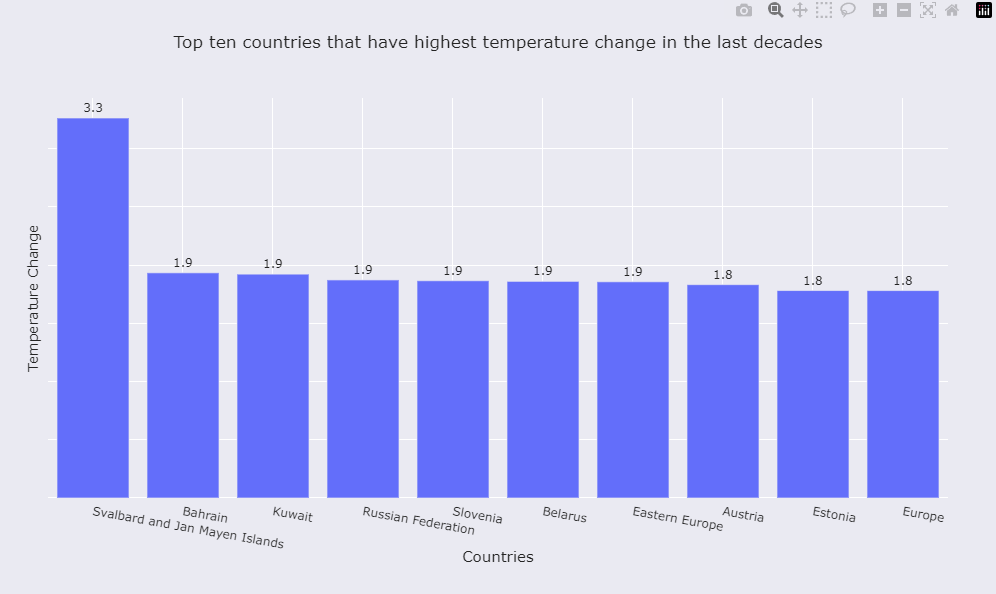 Top ten countries that have highest temperature change in the last decades
Temperature Change
3.3
1.9
1.9
1.9
1.9
1.9
1.9
1.8
1.8
1.8
Svalbard and Jan Mayen Islands
Bahrain
Kuwait
Russian Federation
Slovenia
Belarus
Eastern Europe
Austria
Estonia
Europe
Countries